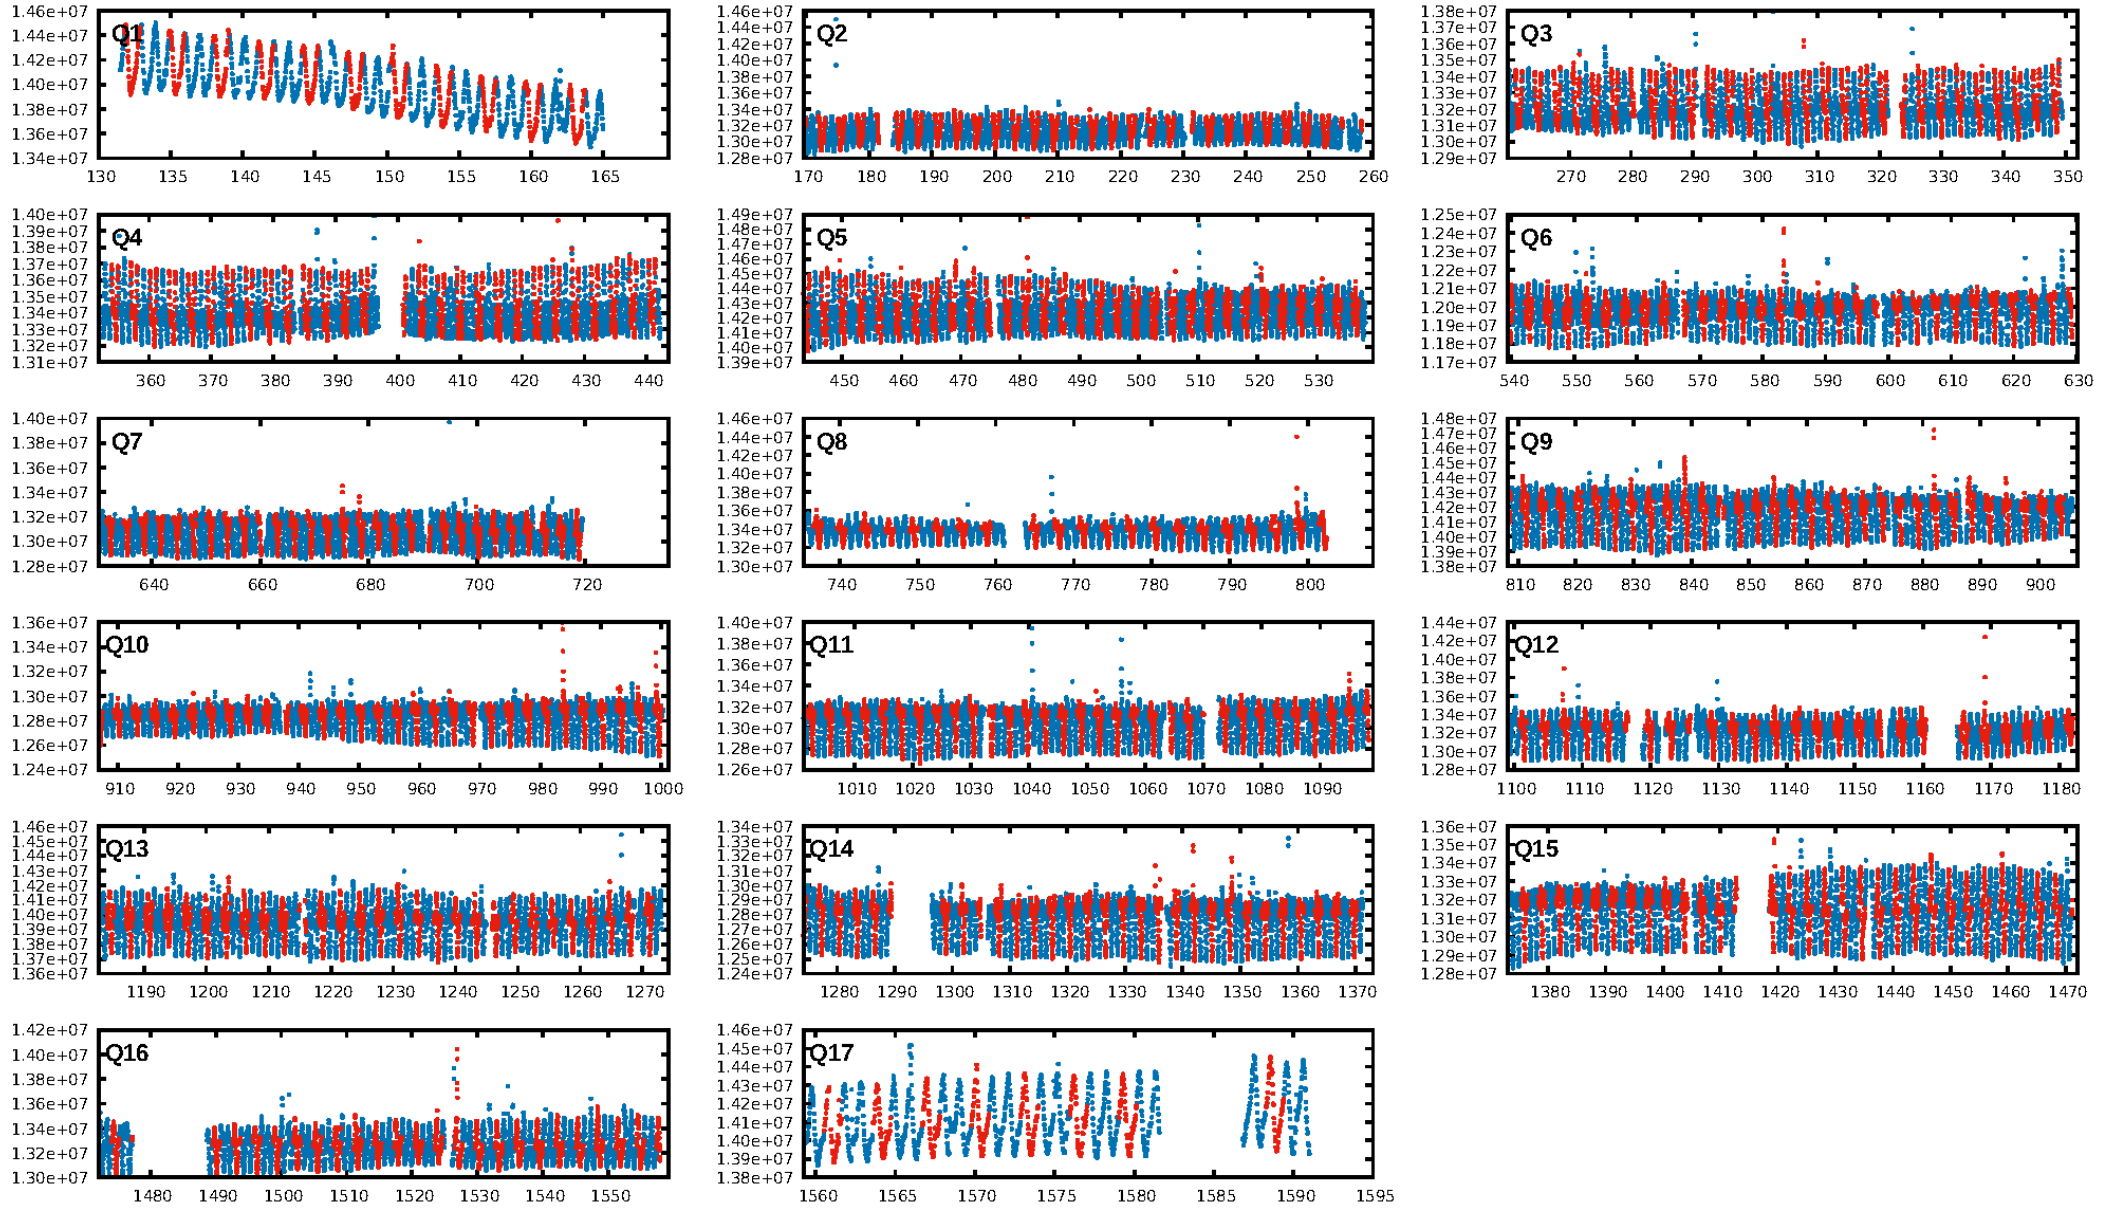 1.46e+07 1.44e+07 1.42e+07 1.40e+07 1.38e+07 1.36e+07 1.34e+07
Q1
130 135 140 145 150 155 160 165
1.46e+07 1.44e+07 1.42e+07 1.40e+07 1.38e+07 1.36e+07 1.34e+07 1.32e+07 1.30e+07 1.28e+07
Q2
170 180 190 200 210 220 230 240 250 260
1.38e+07 1.37e+07 1.36e+07 1.35e+07 1.34e+07 1.33e+07 1.32e+07 1.31e+07 1.30e+07 1.29e+07
Q3
270 280 290 300 310 320 330 340 350
1.40e+07 1.39e+07 1.38e+07 1.37e+07 1.36e+07 1.35e+07 1.34e+07 1.33e+07 1.32e+07 1.31e+07
Q4
360 370 380 390 400 410 420 430 440
1.49e+07 1.48e+07 1.47e+07 1.46e+07 1.45e+07 1.44e+07 1.43e+07 1.42e+07 1.41e+07 1.40e+07 1.39e+07
Q5
450 460 470 480 490 500 510 520 530
1.25e+07 1.24e+07 1.23e+07 1.22e+07 1.21e+07 1.20e+07 1.19e+07 1.18e+07 1.17e+07
Q6
540 550 560 570 580 590 600 610 620 630
1.40e+07 1.38e+07 1.36e+07 1.34e+07 1.32e+07 1.30e+07 1.28e+07
Q7
640 660 680 700 720
1.46e+07 1.44e+07 1.42e+07 1.40e+07 1.38e+07 1.36e+07 1.34e+07 1.32e+07 1.30e+07
Q8
740 750 760 770 780 790 800
1.48e+07 1.47e+07 1.46e+07 1.45e+07 1.44e+07 1.43e+07 1.42e+07 1.41e+07 1.40e+07 1.39e+07 1.38e+07
Q9
810 820 830 840 850 860 870 880 890 900
1.36e+07 1.34e+07 1.32e+07 1.30e+07 1.28e+07 1.26e+07 1.24e+07
Q10
910 920 930 940 950 960 970 980 990 1000
1.40e+07 1.38e+07 1.36e+07 1.34e+07 1.32e+07 1.30e+07 1.28e+07 1.26e+07
Q11
1010 1020 1030 1040 1050 1060 1070 1080 1090
1.44e+07 1.42e+07 1.40e+07 1.38e+07 1.36e+07 1.34e+07 1.32e+07 1.30e+07 1.28e+07
Q12
1100 1110 1120 1130 1140 1150 1160 1170 1180
1.46e+07 1.45e+07 1.44e+07 1.43e+07 1.42e+07 1.41e+07 1.40e+07 1.39e+07 1.38e+07 1.37e+07 1.36e+07
Q13
1190 1200 1210 1220 1230 1240 1250 1260 1270
1.34e+07 1.33e+07 1.32e+07 1.31e+07 1.30e+07 1.29e+07 1.28e+07 1.27e+07 1.26e+07 1.25e+07 1.24e+07
Q14
1280 1290 1300 1310 1320 1330 1340 1350 1360 1370
1.36e+07 1.35e+07 1.34e+07 1.33e+07 1.32e+07 1.31e+07 1.30e+07 1.29e+07 1.28e+07
Q15
1380 1390 1400 1410 1420 1430 1440 1450 1460 1470
1.42e+07 1.40e+07 1.38e+07 1.36e+07 1.34e+07 1.32e+07 1.30e+07
Q16
1480 1490 1500 1510 1520 1530 1540 1550
1.46e+07 1.45e+07 1.44e+07 1.43e+07 1.42e+07 1.41e+07 1.40e+07 1.39e+07 1.38e+07
Q17
1560 1565 1570 1575 1580 1585 1590 1595